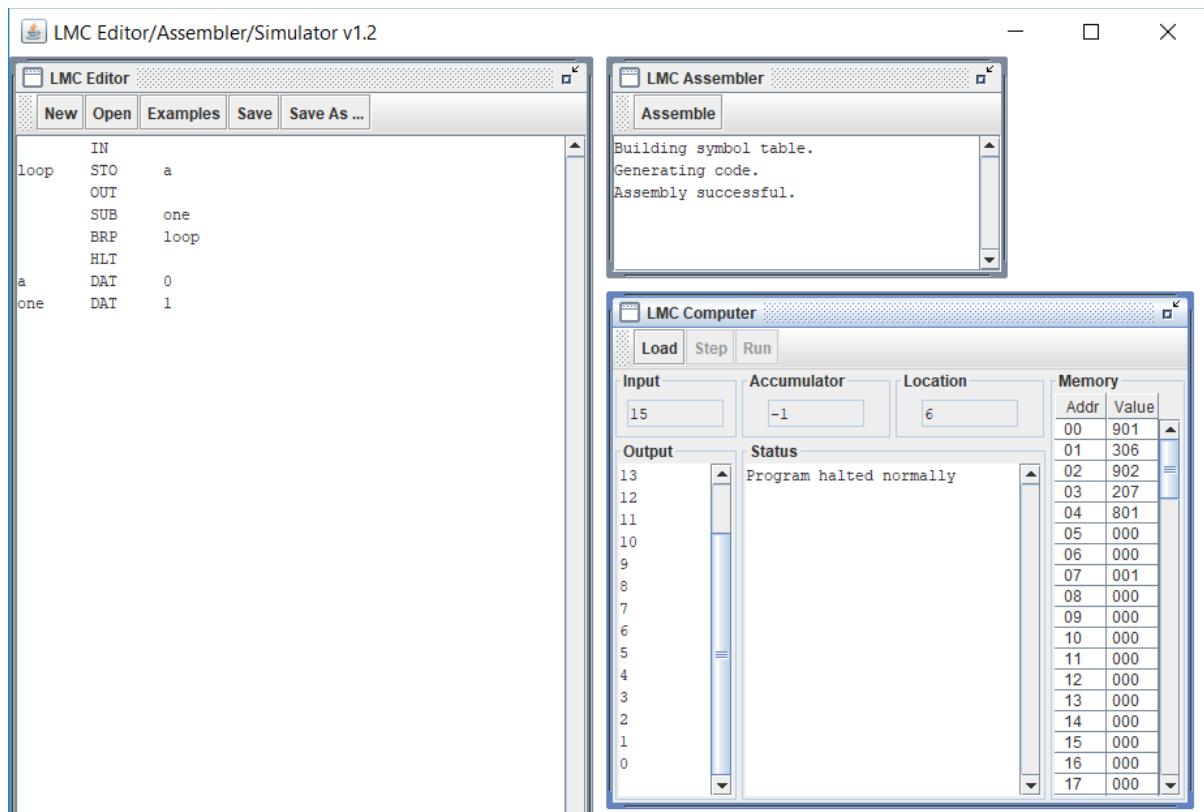 LMC Editor/Assembler/Simulator v1.2
LMC Editor
New Open Examples Save Save As ...
IN
loop STO a
OUT
SUB one
BRP loop
HLT
a DAT 0
one DAT 1
LMC Assembler
Assemble
Building symbol table.
Generating code.
Assembly successful.
LMC Computer
Load Step Run
Input Accumulator Location
15 -1 6
Output
13
12
11
10
9
8
7
6
5
4
3
2
1
0
Status
Program halted normally
Memory
Addr Value
00 901
01 306
02 902
03 207
04 801
05 000
06 000
07 001
08 000
09 000
10 000
11 000
12 000
13 000
14 000
15 000
16 000
17 000